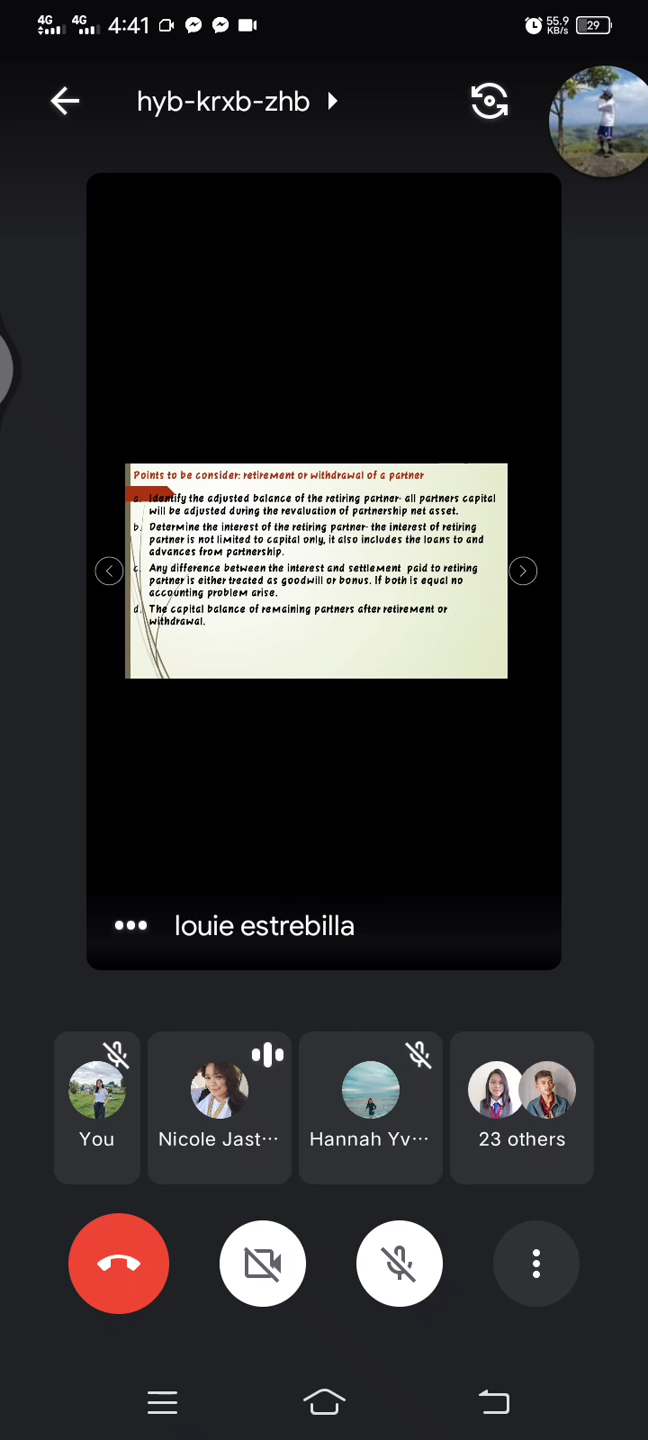 4G 4G 4:41 55.9 KB/s 29
hyb-krxb-zhb
Points to be consider: retirement or withdrawal of a partner
a. Identify the adjusted balance of the retiring partner- all partners capital
will be adjusted during the revaluation of partnership net asset.
b. Determine the interest of the retiring partner- the interest of retiring
partner is not limited to capital only, it also includes the loans to and
advances from partnership.
c. Any difference between the interest and settlement paid to retiring
partner is either treated as goodwill or bonus. If both is equal no
accounting problem arise.
d. The capital balance of remaining partners after retirement or
withdrawal.
louie estrebilla
You Nicole Jast... Hannah Yv... 23 others